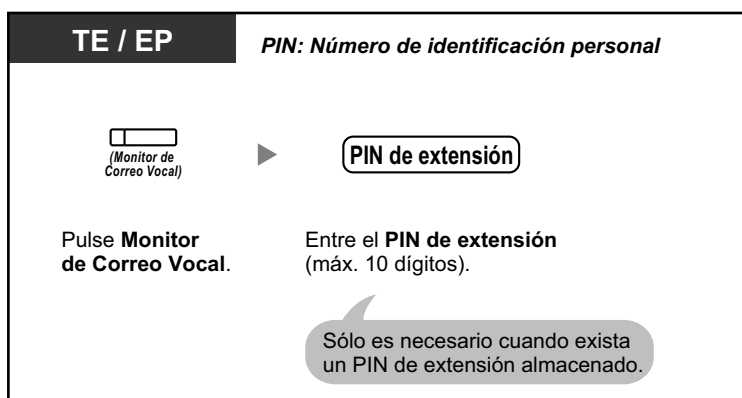 TE / EP
PIN: Número de identificación personal
(Monitor de
Correo Vocal)
PIN de extensión
Pulse Monitor
de Correo Vocal.
Entre el PIN de extensión
(máx. 10 dígitos).
Sólo es necesario cuando exista
un PIN de extensión almacenado.